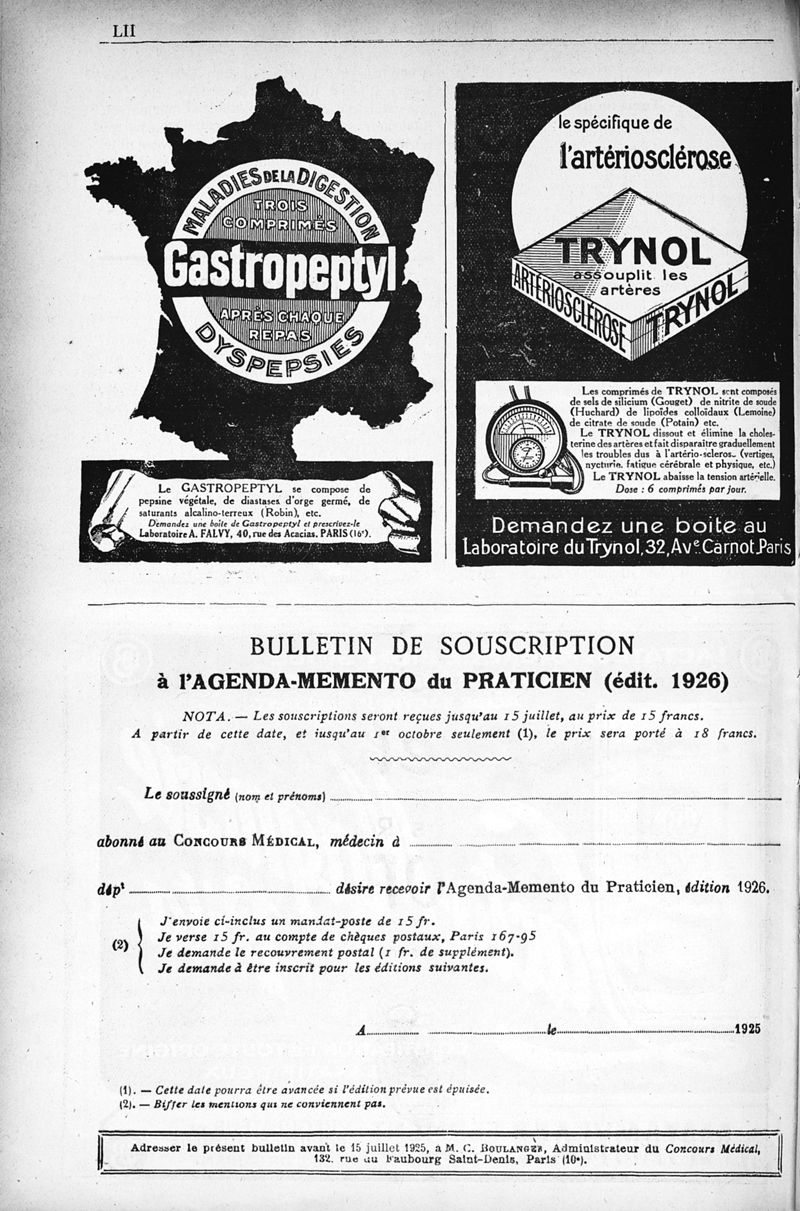 LII
MALADIES DE LA DIGESTION
TROIS
COMPRIMÉS
Gastropeptyl
APRÈS CHAQUE
REPAS
DYSPEPSIES
Le GASTROPEPTYL se compose de
pepsine végétale, de diastases d'orge germé, de
saturants alcalino-terreux (Robin), etc.
Demandez une boite de Gastropeptyl et prescrivez-le
Laboratoire A. FALVY, 40, rue des Acacias. PARIS (16e).
le spécifique de
l'artériosclérose
TRYNOL
assouplit les
artères
ARTÉRIOSCLÉROSE
TRYNOL
Les comprimés de TRYNOL sont composés
de sels de silicium (Gouget) de nitrite de soude
(Huchard) de lipoïdes colloïdaux (Lemoine)
de citrate de soude (Potain) etc.
Le TRYNOL dissout et élimine la choles-
terine des artères et fait disparaître graduellement
les troubles dus à l'artério-scleros. (vertiges,
nycturie, fatigue cérébrale et physique, etc.)
Le TRYNOL abaisse la tension artérielle.
Dose : 6 comprimés par jour.
Demandez une boite au
Laboratoire du Trynol, 32, Ave Carnot, Paris
BULLETIN DE SOUSCRIPTION
à l'AGENDA-MEMENTO du PRATICIEN (édit. 1926)
NOTA. — Les souscriptions seront reçues jusqu'au 15 juillet, au prix de 15 francs.
A partir de cette date, et jusqu'au 1er octobre seulement (1), le prix sera porté à 18 francs.
Le soussigné (nom et prénoms)
abonné au CONCOURS MÉDICAL, médecin à
dépt désire recevoir l'Agenda-Memento du Praticien, édition 1926.
(2)
J'envoie ci-inclus un mandat-poste de 15 fr.
Je verse 15 fr. au compte de chèques postaux, Paris 167-95
Je demande le recouvrement postal (1 fr. de supplément).
Je demande à être inscrit pour les éditions suivantes.
A le 1925
(1). — Cette date pourra être avancée si l'édition prévue est épuisée.
(2). — Biffer les mentions qui ne conviennent pas.
Adresser le présent bulletin avant le 15 juillet 1925, à M. C. BOULANGER, Administrateur du Concours Médical,
132, rue du Faubourg Saint-Denis, Paris (10e).